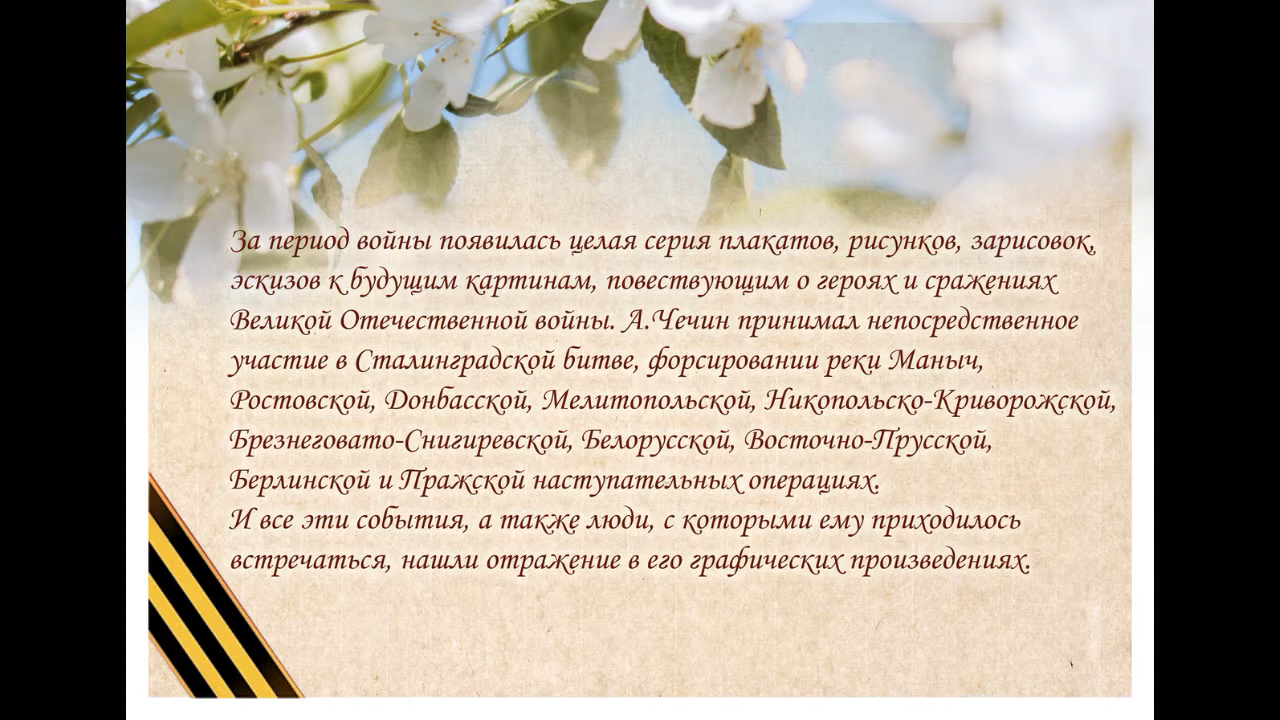 За период войны появилась целая серия плакатов, рисунков, зарисовок,
эскизов к будущим картинам, повествующим о героях и сражениях
Великой Отечественной войны. А.Чечин принимал непосредственное
участие в Сталинградской битве, форсировании реки Маныч,
Ростовской, Донбасской, Мелитопольской, Никопольско-Криворожской,
Брезнеговато-Снигиревской, Белорусской, Восточно-Прусской,
Берлинской и Пражской наступательных операциях.
И все эти события, а также люди, с которыми ему приходилось
встречаться, нашли отражение в его графических произведениях.